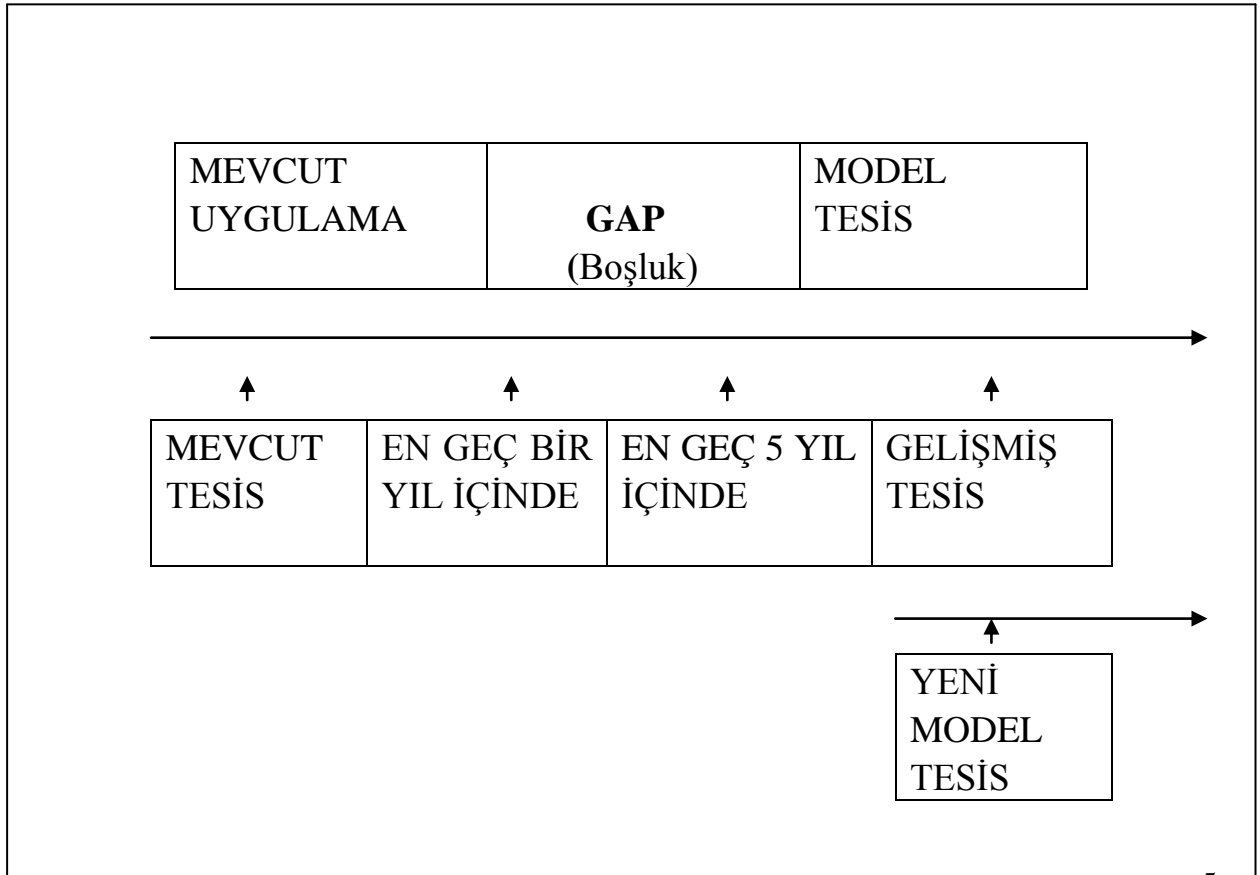 MEVCUT
UYGULAMA
GAP
(Boşluk)
MODEL
TESİS
MEVCUT
TESİS
EN GEÇ BİR
YIL İÇİNDE
EN GEÇ 5 YIL
İÇİNDE
GELİŞMİŞ
TESİS
YENİ
MODEL
TESİS